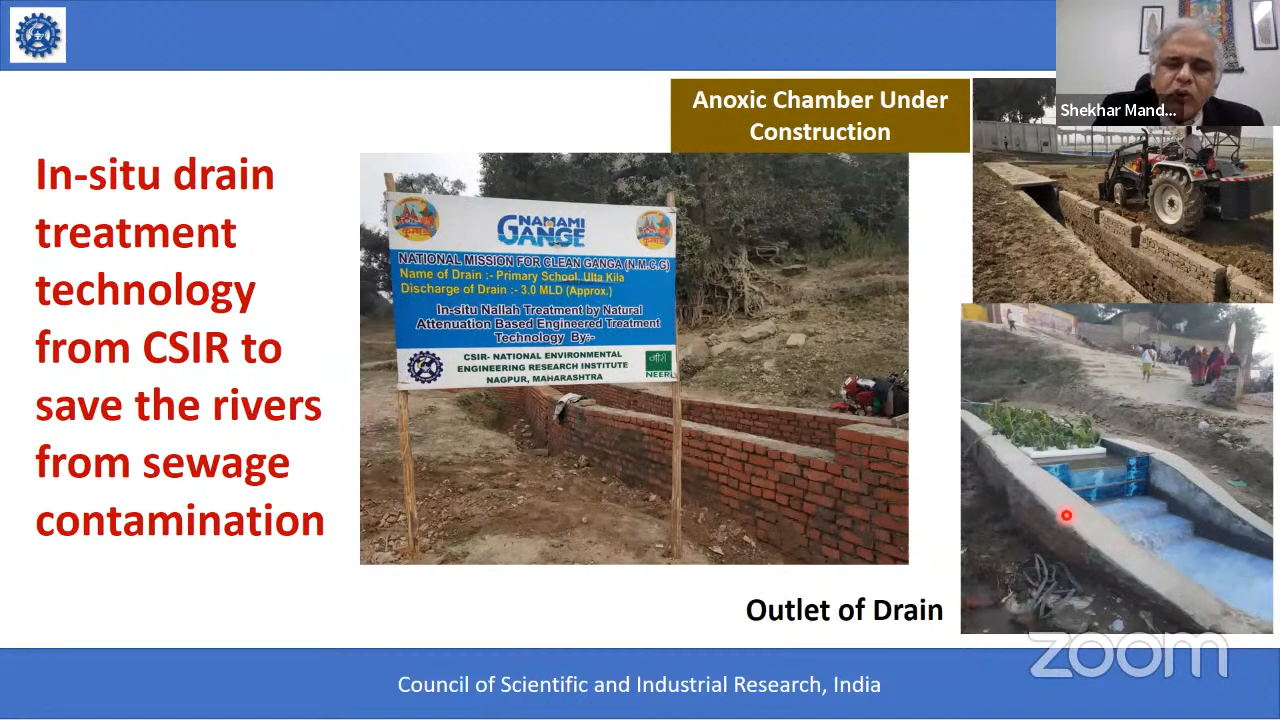 Anoxic Chamber Under
Construction
Shekhar Mand...
In-situ drain
treatment
technology
from CSIR to
save the rivers
from sewage
contamination
NAMAMI
GANGE
NATIONAL MISSION FOR CLEAN GANGA (N.M.C.G)
Name of Drain :- Primary School, Ulta Kila
Discharge of Drain :- 3.0 MLD (Approx.)
In-situ Nallah Treatment by Natural
Attenuation Based Engineered Treatment
Technology By:-
CSIR- NATIONAL ENVIRONMENTAL
ENGINEERING RESEARCH INSTITUTE
NAGPUR, MAHARASHTRA
नीरी
NEERI
Outlet of Drain
zoom
Council of Scientific and Industrial Research, India